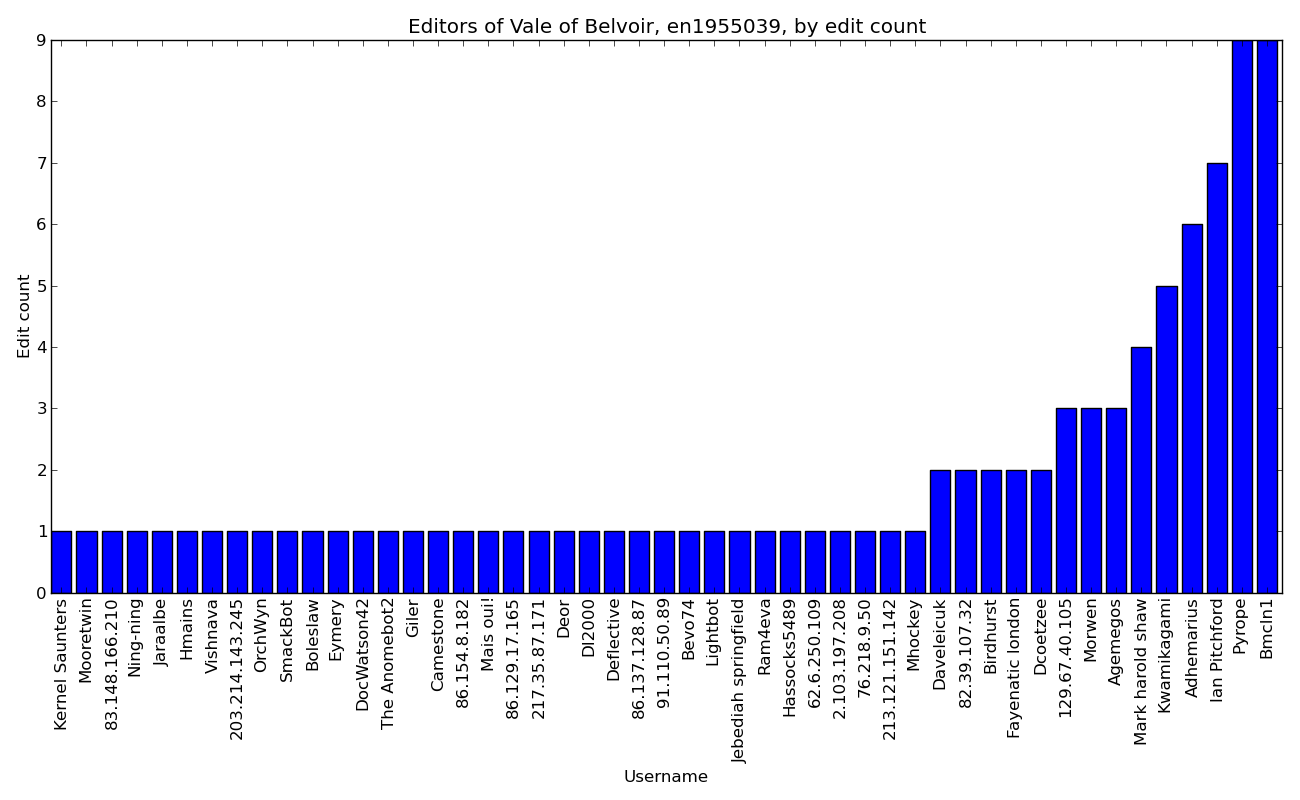 Editors of Vale of Belvoir, en1955039, by edit count
9
8
7
6
5
4
3
2
1
0
Edit count
Kernel Saunters
Mooretwin
83.148.166.210
Ning-ning
Jaraalbe
Hmains
Vishnava
203.214.143.245
OrchWyn
SmackBot
Boleslaw
Eymery
DocWatson42
The Anomebot2
Giler
Camestone
86.154.8.182
Mais oui!
86.129.17.165
217.35.87.171
Deor
Dl2000
Deflective
86.137.128.87
91.110.50.89
Bevo74
Lightbot
Jebediah springfield
Ram4eva
Hassocks5489
62.6.250.109
2.103.197.208
76.218.9.50
213.121.151.142
Mhockey
Daveleicuk
82.39.107.32
Birdhurst
Fayenatic london
Dcoetzee
129.67.40.105
Morwen
Agemegos
Mark harold shaw
Kwamikagami
Adhemarius
Ian Pitchford
Pyrope
Bmcln1
Username